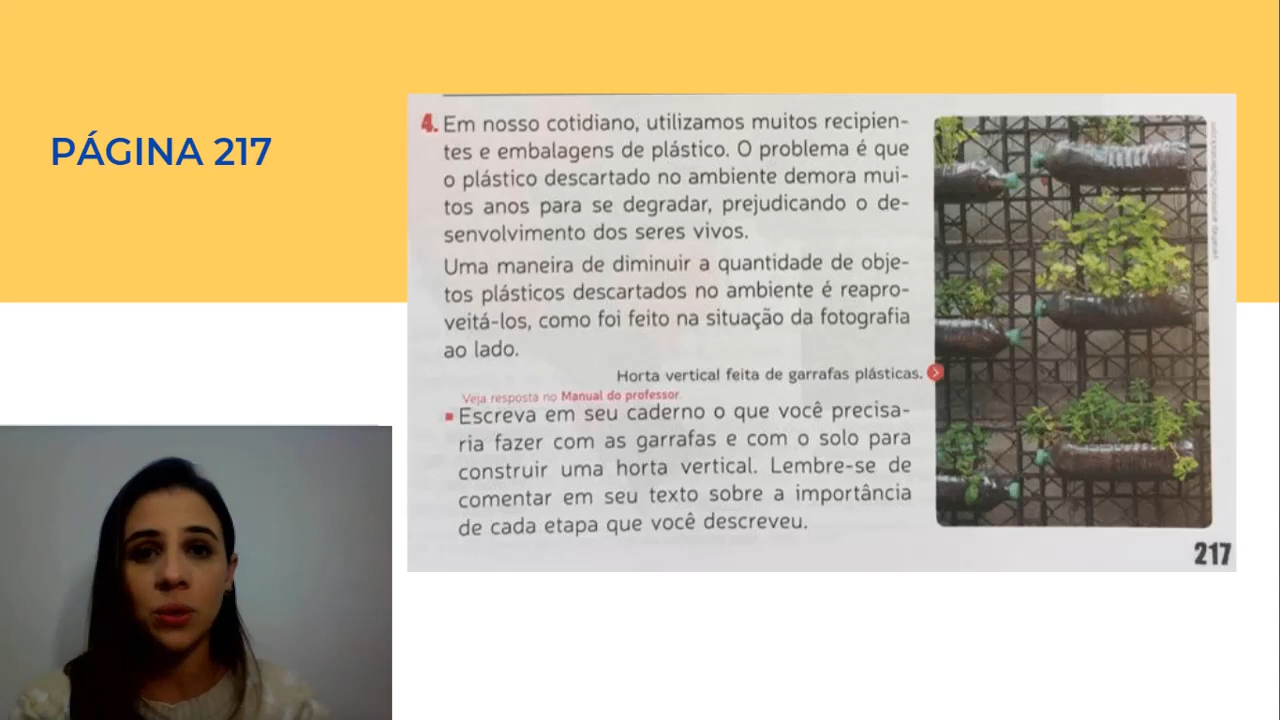 PÁGINA 217
4. Em nosso cotidiano, utilizamos muitos recipien-
tes e embalagens de plástico. O problema é que
o plástico descartado no ambiente demora mui-
tos anos para se degradar, prejudicando o de-
senvolvimento dos seres vivos.
Uma maneira de diminuir a quantidade de obje-
tos plásticos descartados no ambiente é reapro-
veitá-los, como foi feito na situação da fotografia
ao lado.
Horta vertical feita de garrafas plásticas.
Veja resposta no Manual do professor.
Escreva em seu caderno o que você precisa-
ria fazer com as garrafas e com o solo para
construir uma horta vertical. Lembre-se de
comentar em seu texto sobre a importância
de cada etapa que você descreveu.
217